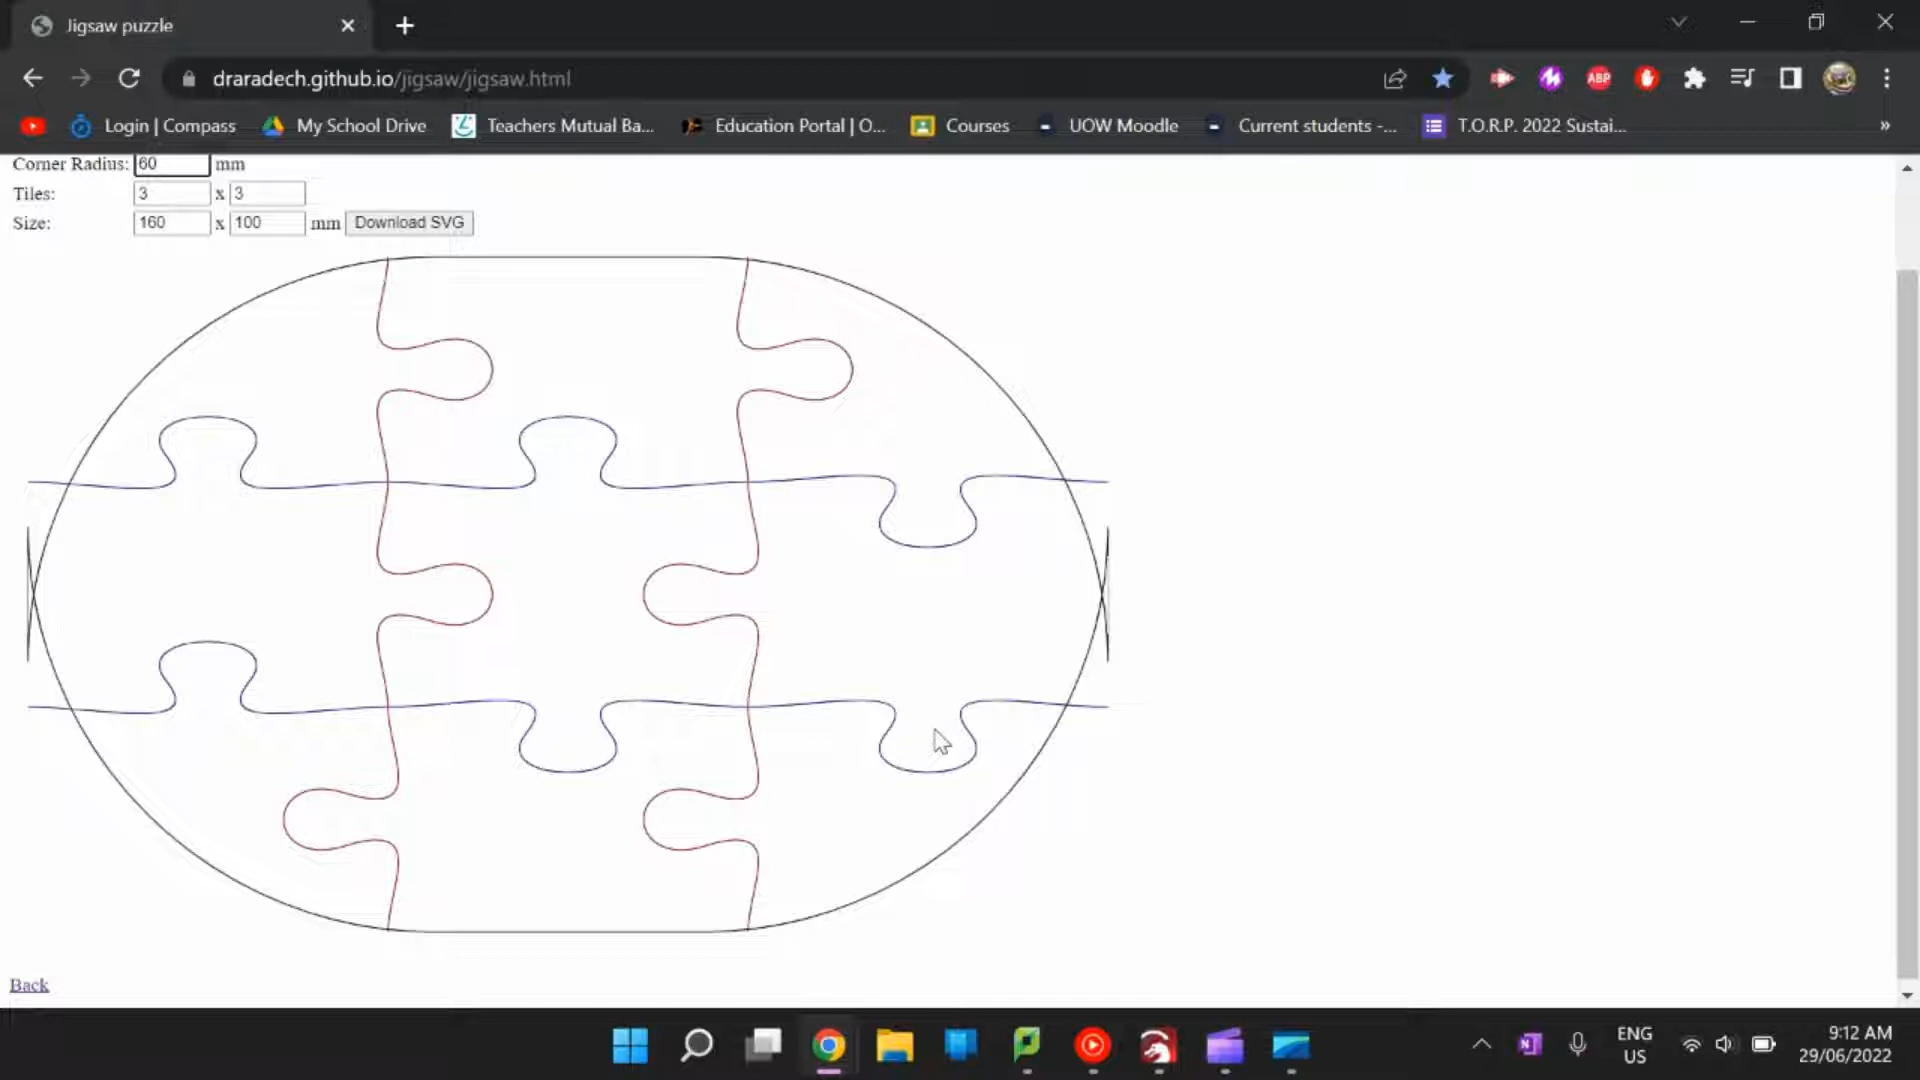 Jigsaw puzzle
draradech.github.io/jigsaw/jigsaw.html
ABP
Login | Compass My School Drive Teachers Mutual Ba... Education Portal | O... Courses UOW Moodle Current students -... T.O.R.P. 2022 Sustai... »
Corner Radius: 60 mm
Tiles: 3 x 3
Size: 160 x 100 mm Download SVG
Back
ENG
US
9:12 AM
29/06/2022